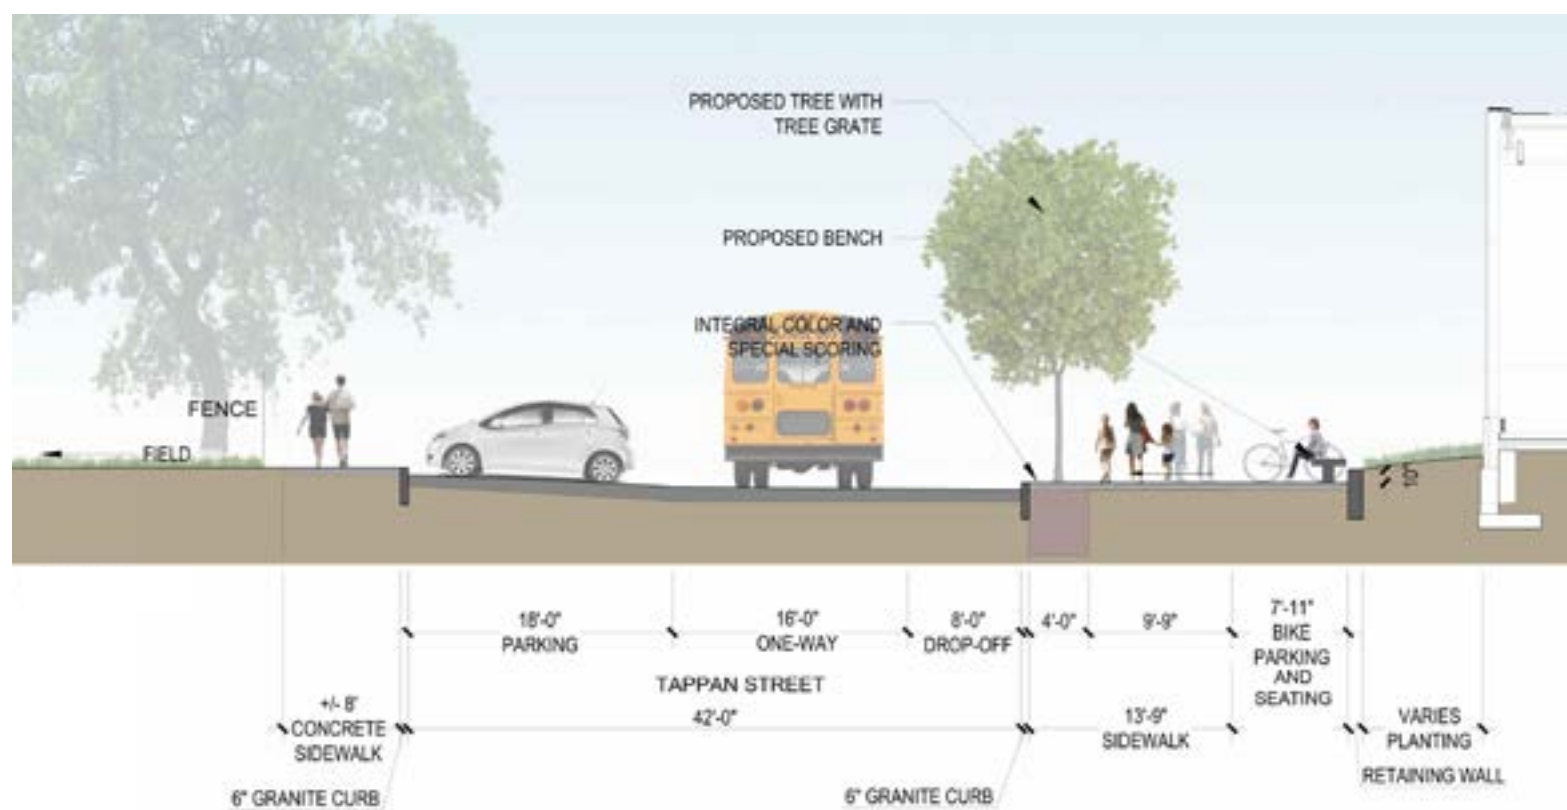 PROPOSED TREE WITH
TREE GRATE
PROPOSED BENCH
INTEGRAL COLOR AND
SPECIAL SCORING
FENCE
FIELD
10"
18'-0"
PARKING
16'-0"
ONE-WAY
8'-0"
DROP-OFF
4'-0"
9'-9"
7'-11"
BIKE
PARKING
AND
SEATING
TAPPAN STREET
42'-0"
+/- 8'
CONCRETE
SIDEWALK
13'-9"
SIDEWALK
VARIES
PLANTING
RETAINING WALL
6" GRANITE CURB
6" GRANITE CURB